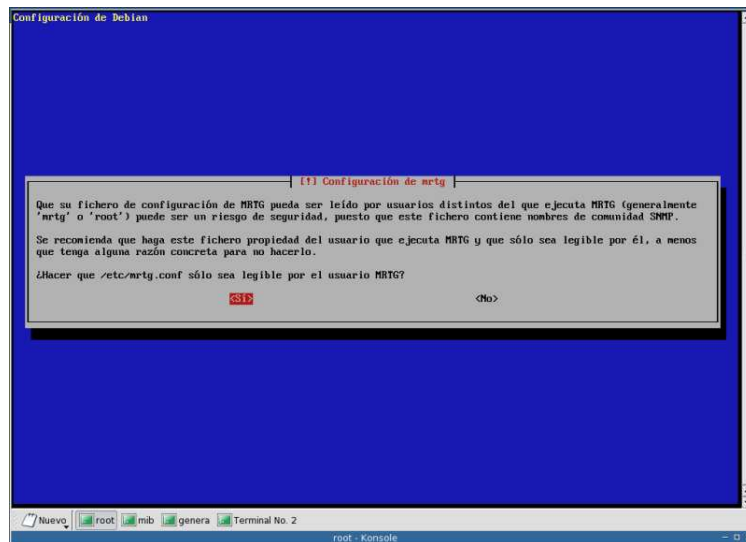 Configuración de Debian
[!] Configuración de mrtg
Que su fichero de configuración de MRTG pueda ser leído por usuarios distintos del que ejecuta MRTG (generalmente
'mrtg' o 'root') puede ser un riesgo de seguridad, puesto que este fichero contiene nombres de comunidad SNMP.
Se recomienda que haga este fichero propiedad del usuario que ejecuta MRTG y que sólo sea legible por él, a menos
que tenga alguna razón concreta para no hacerlo.
¿Hacer que /etc/mrtg.conf sólo sea legible por el usuario MRTG?
<Sí> <No>
Nuevo root mib genera Terminal No. 2
root - Konsole